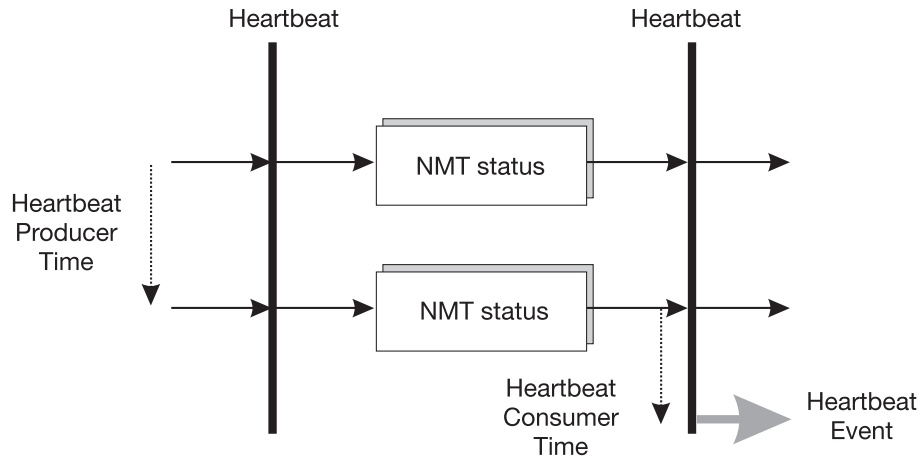 Heartbeat
Heartbeat
NMT status
Heartbeat
Producer
Time
NMT status
Heartbeat
Consumer
Time
Heartbeat
Event